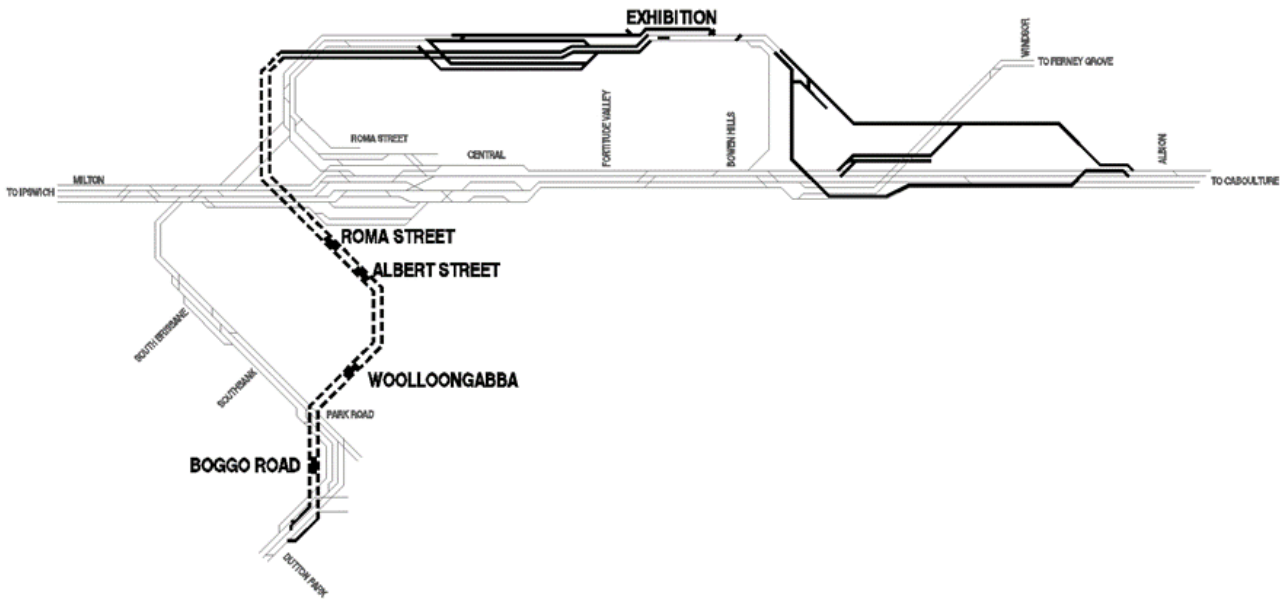 EXHIBITION
WINDSOR
TO FERNEY GROVE
FORTITUDE VALLEY
BOWEN HILLS
ALBION
ROMA STREET
CENTRAL
MILTON
TO IPSWICH
TO CABOULTURE
ROMA STREET
ALBERT STREET
SOUTH BRISBANE
SOUTHBANK
WOOLLOONGABBA
PARK ROAD
BOGGO ROAD
DUTTON PARK